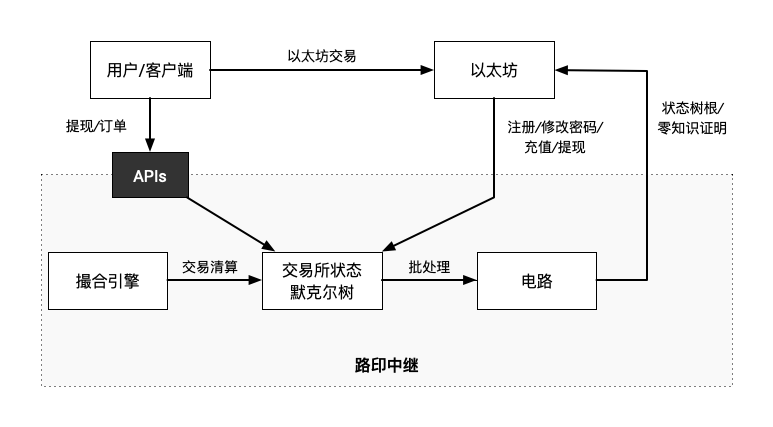 用户/客户端
以太坊交易
以太坊
提现/订单
APIs
注册/修改密码/
充值/提现
状态树根/
零知识证明
撮合引擎
交易清算
交易所状态
默克尔树
批处理
电路
路印中继